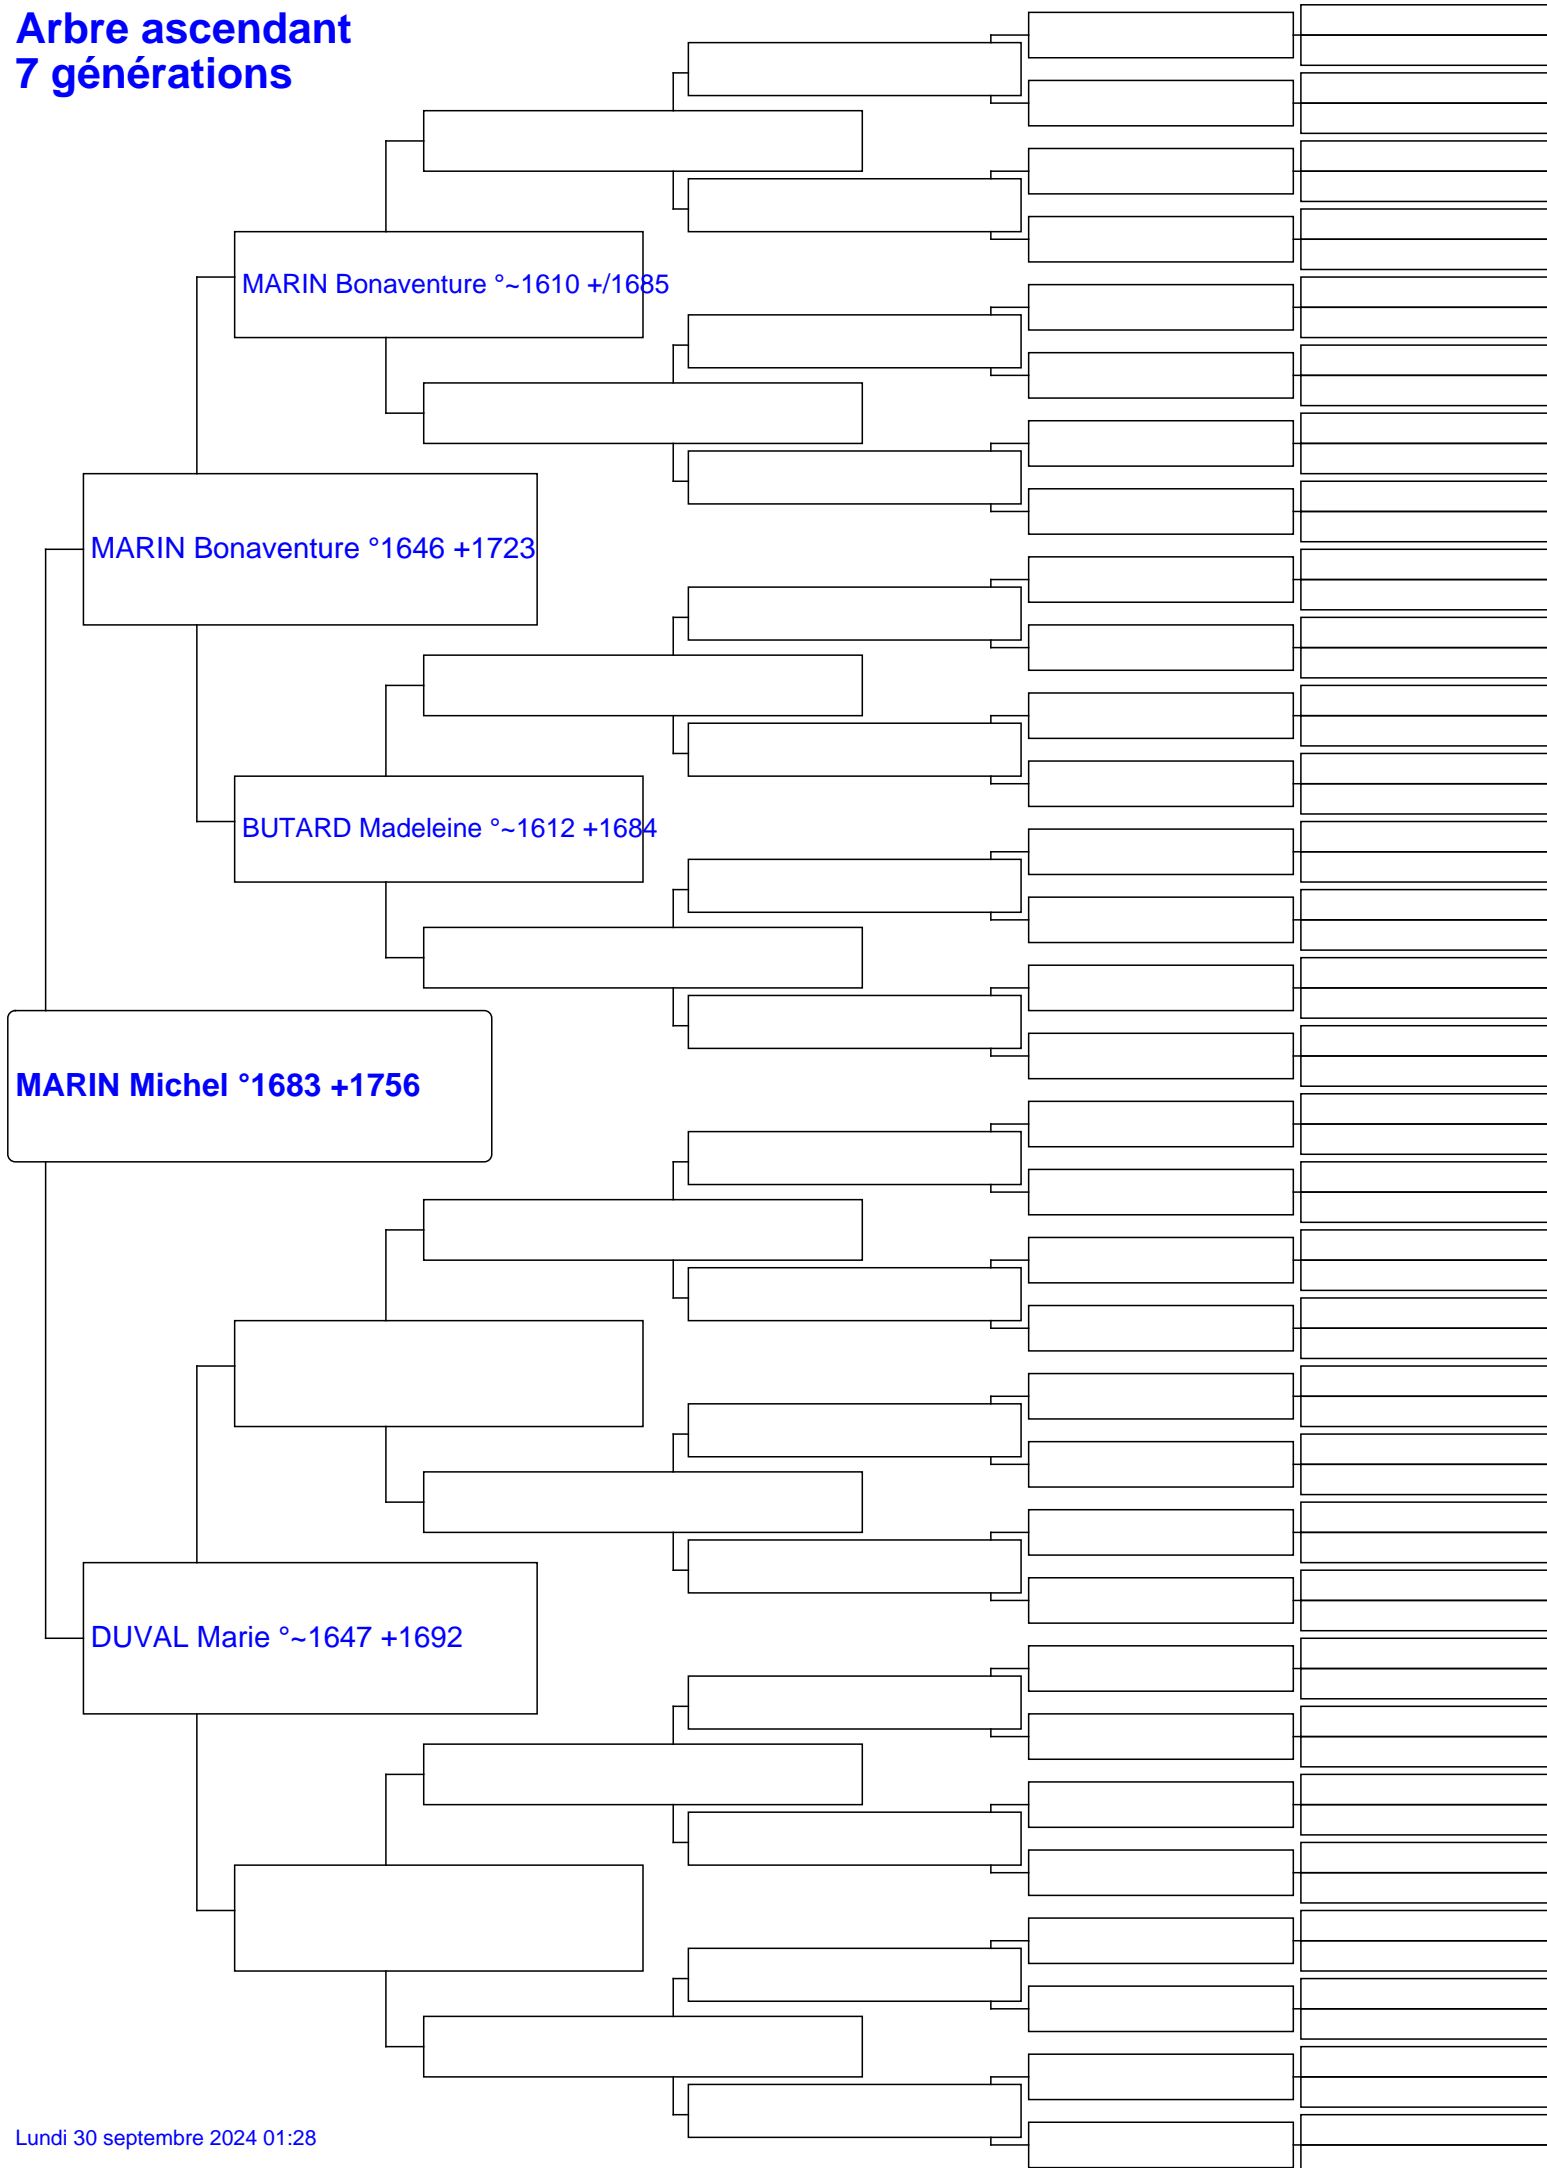 Arbre ascendant
7 générations
MARIN Bonaventure °~1610 +/1685
MARIN Bonaventure °1646 +1723
BUTARD Madeleine °~1612 +1684
MARIN Michel °1683 +1756
DUVAL Marie °~1647 +1692
Lundi 30 septembre 2024 01:28